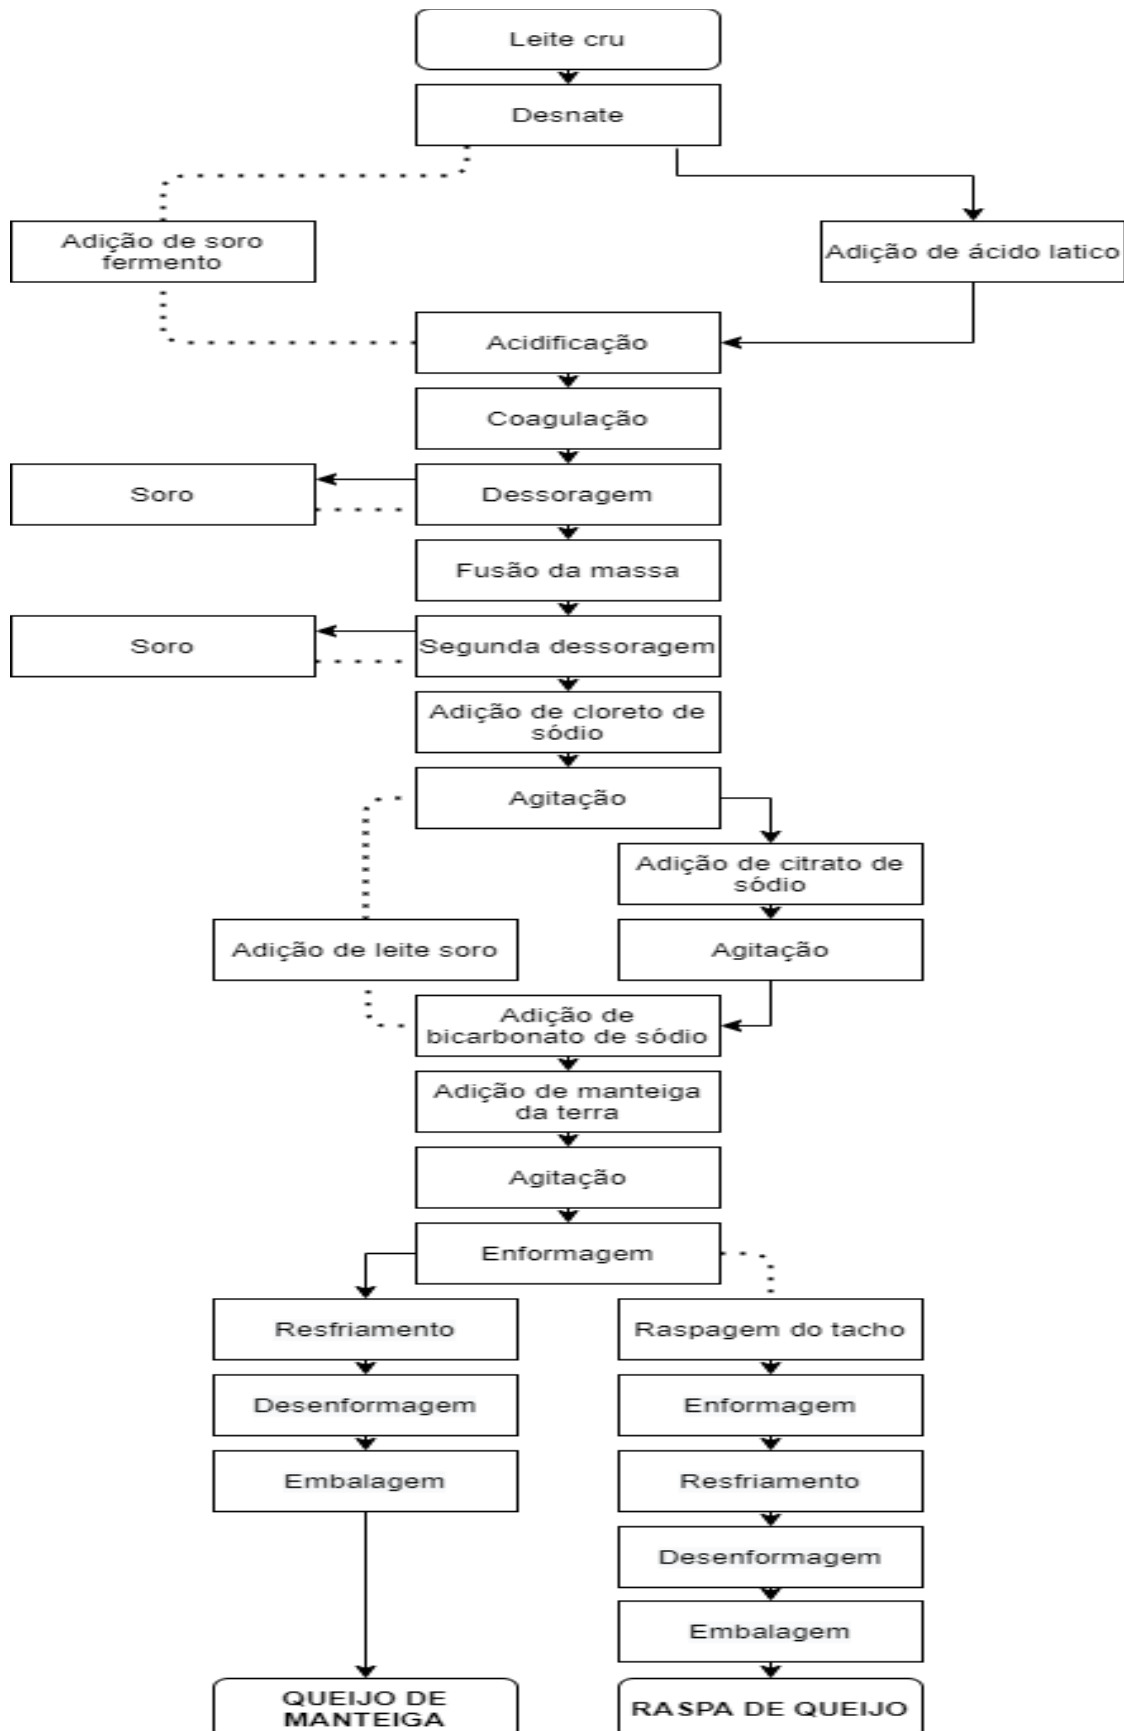 Leite cru
Desnate
Adição de soro
fermento
Adição de ácido latico
Acidificação
Coagulação
Soro
Dessoragem
Fusão da massa
Soro
Segunda dessoragem
Adição de cloreto de
sódio
Agitação
Adição de citrato de
sódio
Adição de leite soro
Agitação
Adição de
bicarbonato de sódio
Adição de manteiga
da terra
Agitação
Enformagem
Resfriamento
Raspagem do tacho
Desenformagem
Enformagem
Embalagem
Resfriamento
Desenformagem
Embalagem
QUEIJO DE
MANTEIGA
RASPA DE QUEIJO